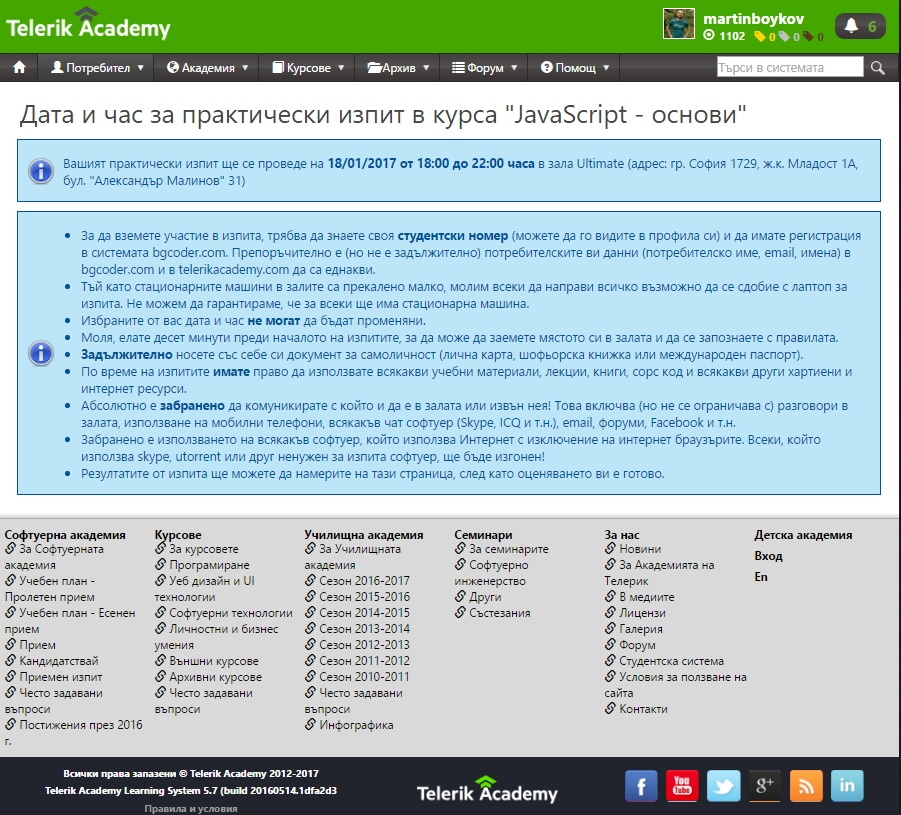 Telerik Academy
martinboykov
1102 0 0 0
6
Потребител Академия Курсове Архив Форум Помощ Търси в системата
Дата и час за практически изпит в курса "JavaScript - основи"
Вашият практически изпит ще се проведе на 18/01/2017 от 18:00 до 22:00 часа в зала Ultimate (адрес: гр. София 1729, ж.к. Младост 1А,
бул. "Александър Малинов" 31)
За да вземете участие в изпита, трябва да знаете своя студентски номер (можете да го видите в профила си) и да имате регистрация
в системата bgcoder.com. Препоръчително е (но не е задължително) потребителските ви данни (потребителско име, email, имена) в
bgcoder.com и в telerikacademy.com да са еднакви.
Тъй като стационарните машини в залите са прекалено малко, молим всеки да направи всичко възможно да се сдобие с лаптоп за
изпита. Не можем да гарантираме, че за всеки ще има стационарна машина.
Избраните от вас дата и час не могат да бъдат променяни.
Моля, елате десет минути преди началото на изпитите, за да може да заемете мястото си в залата и да се запознаете с правилата.
Задължително носете със себе си документ за самоличност (лична карта, шофьорска книжка или международен паспорт).
По време на изпитите имате право да използвате всякакви учебни материали, лекции, книги, сорс код и всякакви други хартиени и
интернет ресурси.
Абсолютно е забранено да комуникирате с който и да е в залата или извън нея! Това включва (но не се ограничава с) разговори в
залата, използване на мобилни телефони, всякакъв чат софтуер (Skype, ICQ и т.н.), email, форуми, Facebook и т.н.
Забранено е използването на всякакъв софтуер, който използва Интернет с изключение на интернет браузърите. Всеки, който
използва skype, utorrent или друг ненужен за изпита софтуер, ще бъде изгонен!
Резултатите от изпита ще можете да намерите на тази страница, след като оценяването ви е готово.
Софтуерна академия
За Софтуерната
академия
Учебен план -
Пролетен прием
Учебен план - Есенен
прием
Прием
Кандидатствай
Приемен изпит
Често задавани
въпроси
Постижения през 2016
г.
Курсове
За курсовете
Програмиране
Уеб дизайн и UI
технологии
Софтуерни технологии
Личностни и бизнес
умения
Външни курсове
Архивни курсове
Често задавани
въпроси
Училищна академия
За Училищната
академия
Сезон 2016-2017
Сезон 2015-2016
Сезон 2014-2015
Сезон 2013-2014
Сезон 2012-2013
Сезон 2011-2012
Сезон 2010-2011
Често задавани
въпроси
Инфографика
Семинари
За семинарите
Софтуерно
инженерство
Други
Състезания
За нас
Новини
За Академията на
Телерик
В медиите
Лицензи
Галерия
Форум
Студентска система
Условия за ползване на
сайта
Контакти
Детска академия
Вход
En
Всички права запазени © Telerik Academy 2012-2017
Telerik Academy Learning System 5.7 (build 20160514.1dfa2d3
Правила и условия
Telerik Academy
f You Tube g+ in